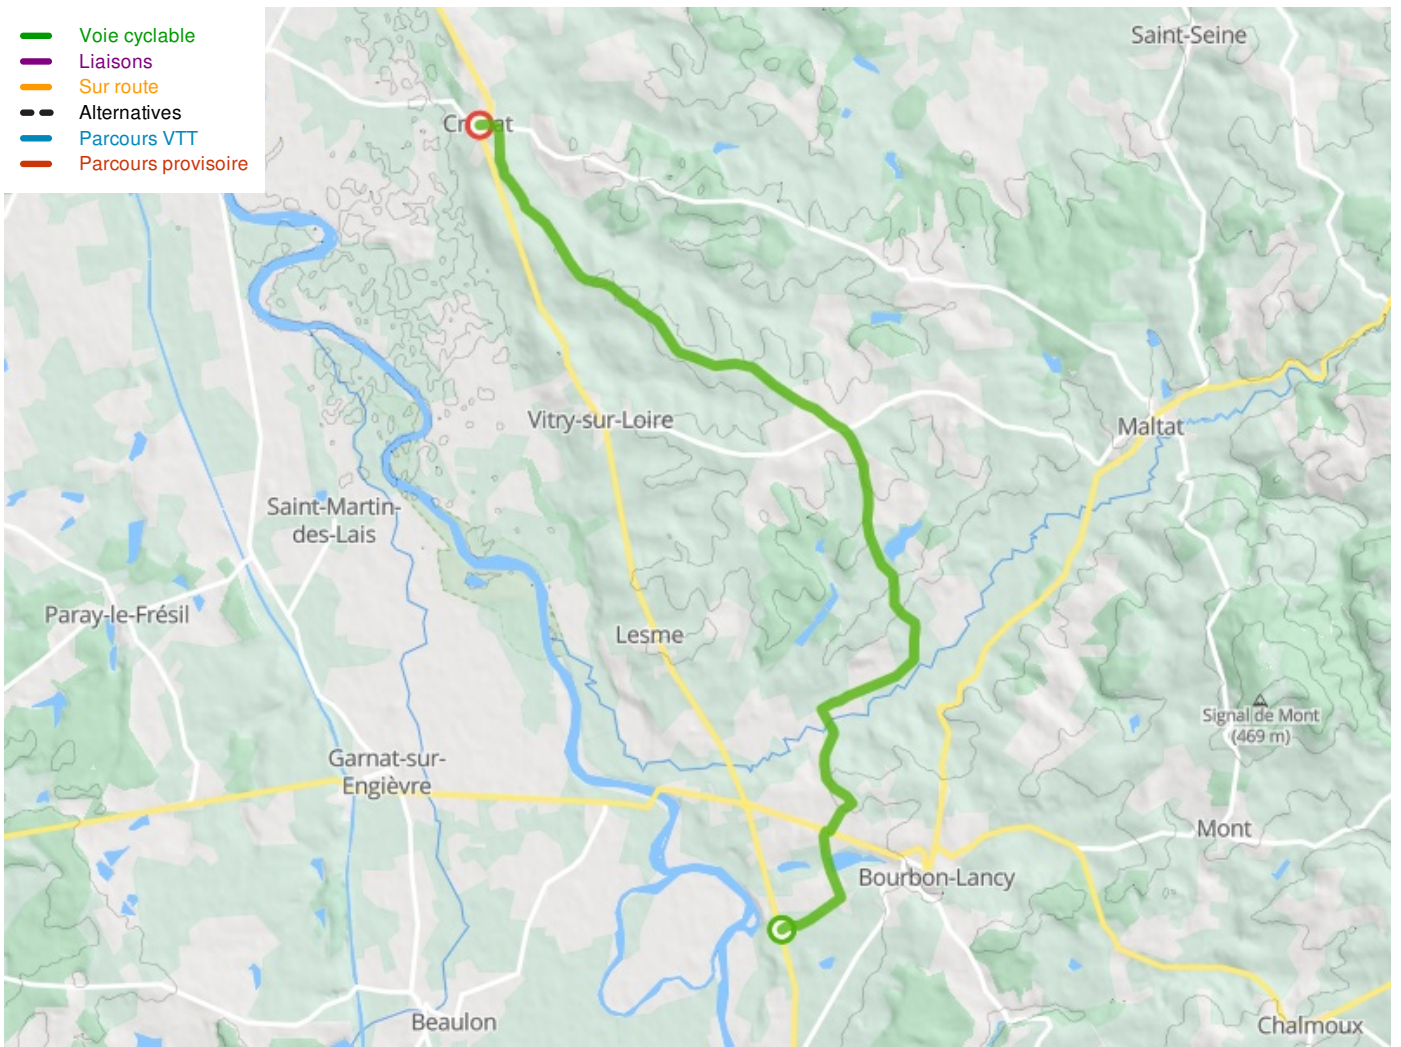 Voie cyclable
Liaisons
Sur route
Alternatives
Parcours VTT
Parcours provisoire
Saint-Seine
Vitry-sur-Loire
Maltat
Saint-Martin-
des-Lais
Paray-le-Frésil
Lesme
Signal de Mont
(469 m)
Garnat-sur-
Engièvre
Mont
Bourbon-Lancy
Beaulon
Chalmoux